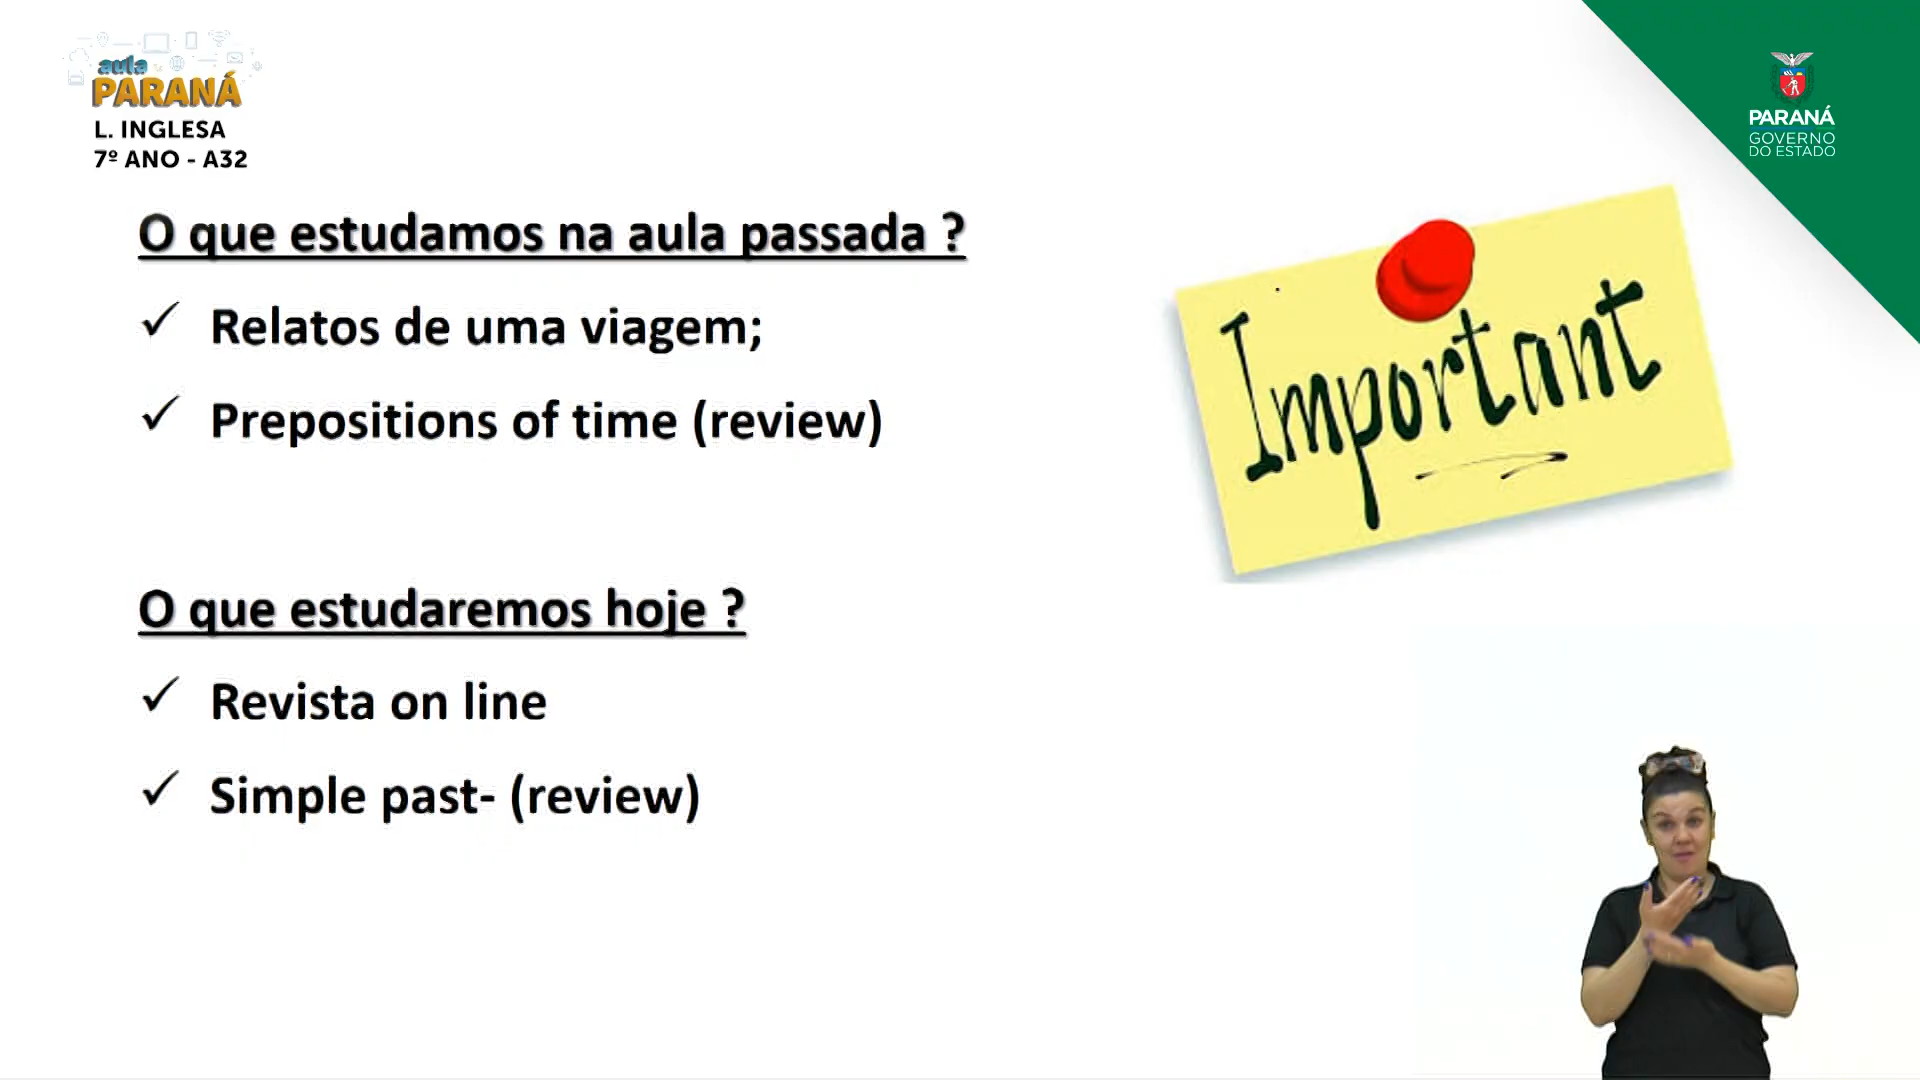 aula
PARANÁ
L. INGLESA
7º ANO - A32
PARANÁ
GOVERNO
DO ESTADO
O que estudamos na aula passada ?
✓ Relatos de uma viagem;
✓ Prepositions of time (review)
Important
O que estudaremos hoje ?
✓ Revista on line
✓ Simple past- (review)